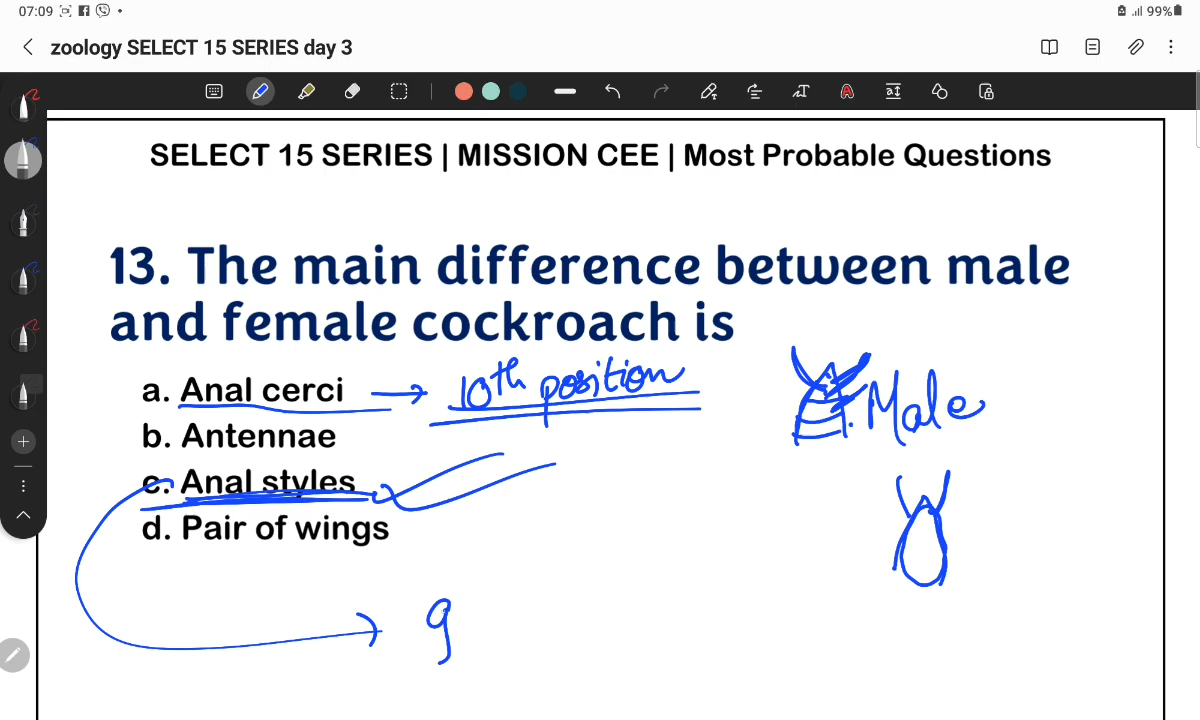 07:09
99%
zoology SELECT 15 SERIES day 3
SELECT 15 SERIES | MISSION CEE | Most Probable Questions
13. The main difference between male
and female cockroach is
a. Anal cerci → 10th position
b. Antennae
c. Anal styles
d. Pair of wings
Male
9